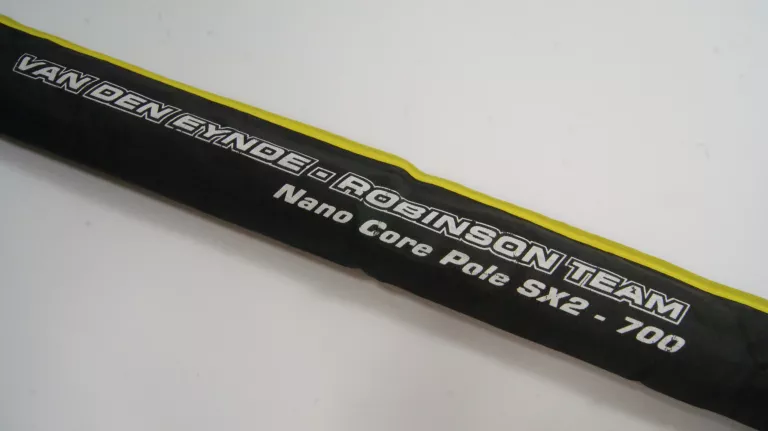 VAN DEN EYNDE - ROBINSON TEAM
Nano Core Pole SX2 - 700